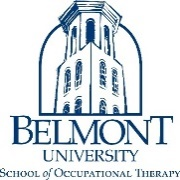 BELMONT
UNIVERSITY
SCHOOL of OCCUPATIONAL THERAPY